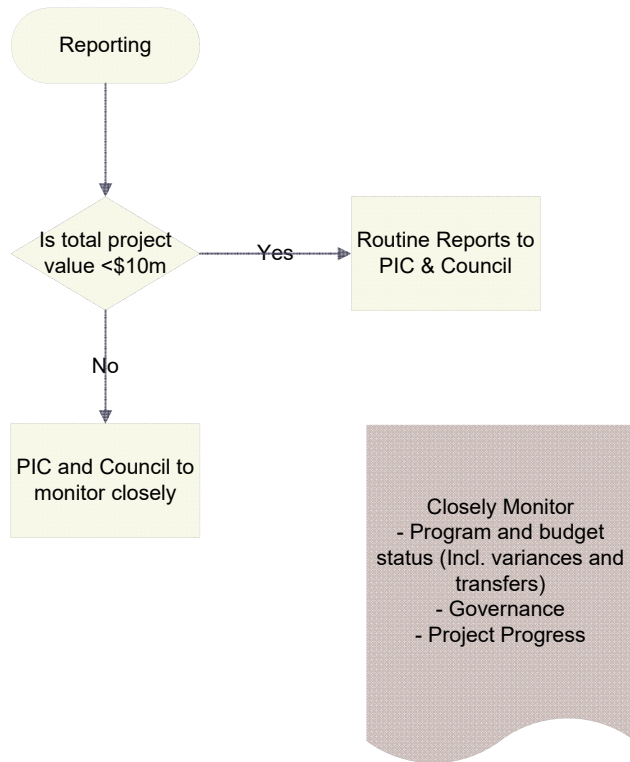 Reporting
Is total project
value <$10m
Yes
Routine Reports to
PIC & Council
No
PIC and Council to
monitor closely
Closely Monitor
- Program and budget
status (Incl. variances and
transfers)
- Governance
- Project Progress